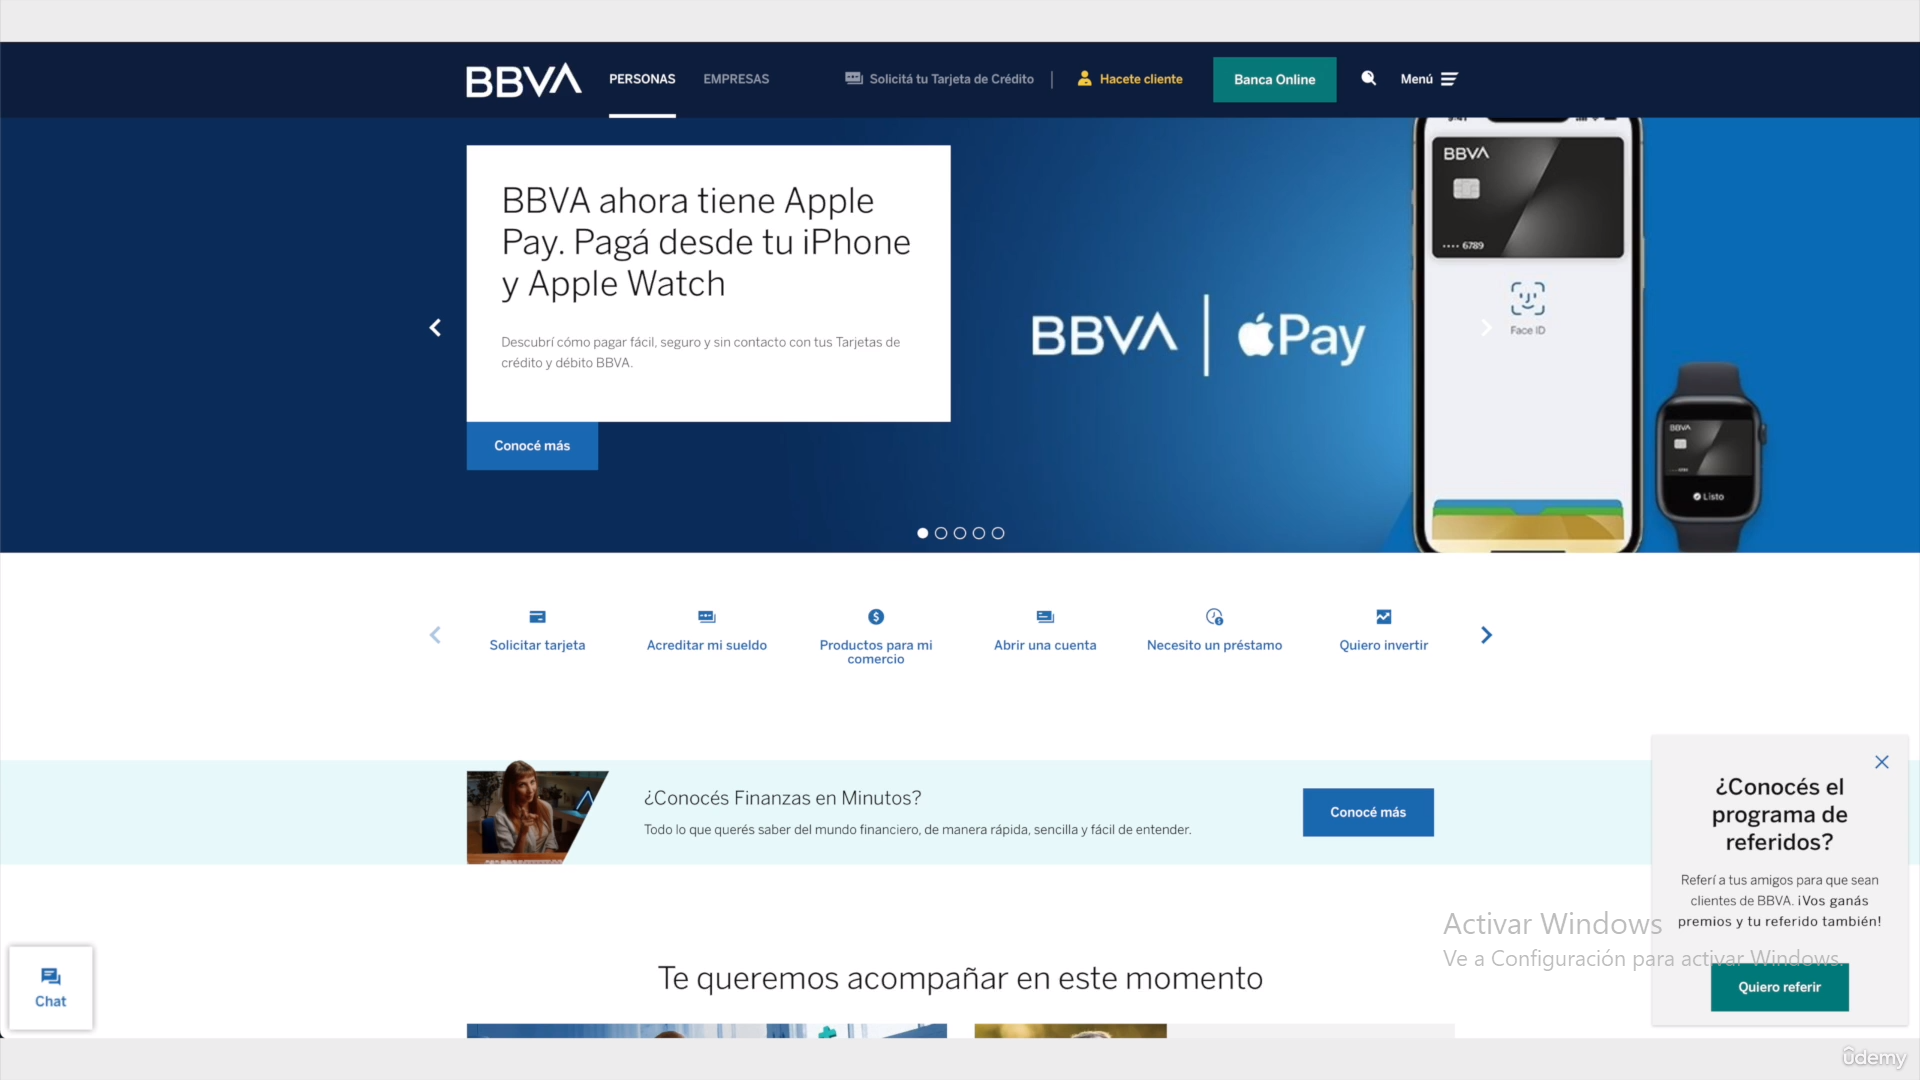 BBVA
PERSONAS
EMPRESAS
Solicitá tu Tarjeta de Crédito
Hacete cliente
Banca Online
Menú
BBVA ahora tiene Apple
Pay. Pagá desde tu iPhone
y Apple Watch
Descubrí cómo pagar fácil, seguro y sin contacto con tus Tarjetas de
crédito y débito BBVA.
Conocé más
BBVA | Pay
BBVA
•••• 6789
Face ID
BBVA
Listo
Solicitar tarjeta
Acreditar mi sueldo
Productos para mi
comercio
Abrir una cuenta
Necesito un préstamo
Quiero invertir
¿Conocés Finanzas en Minutos?
Todo lo que querés saber del mundo financiero, de manera rápida, sencilla y fácil de entender.
Conocé más
¿Conocés el
programa de
referidos?
Referí a tus amigos para que sean
clientes de BBVA. ¡Vos ganás
premios y tu referido también!
Quiero referir
Activar Windows
Ve a Configuración para activar Windows.
Te queremos acompañar en este momento
Chat
ûdemy